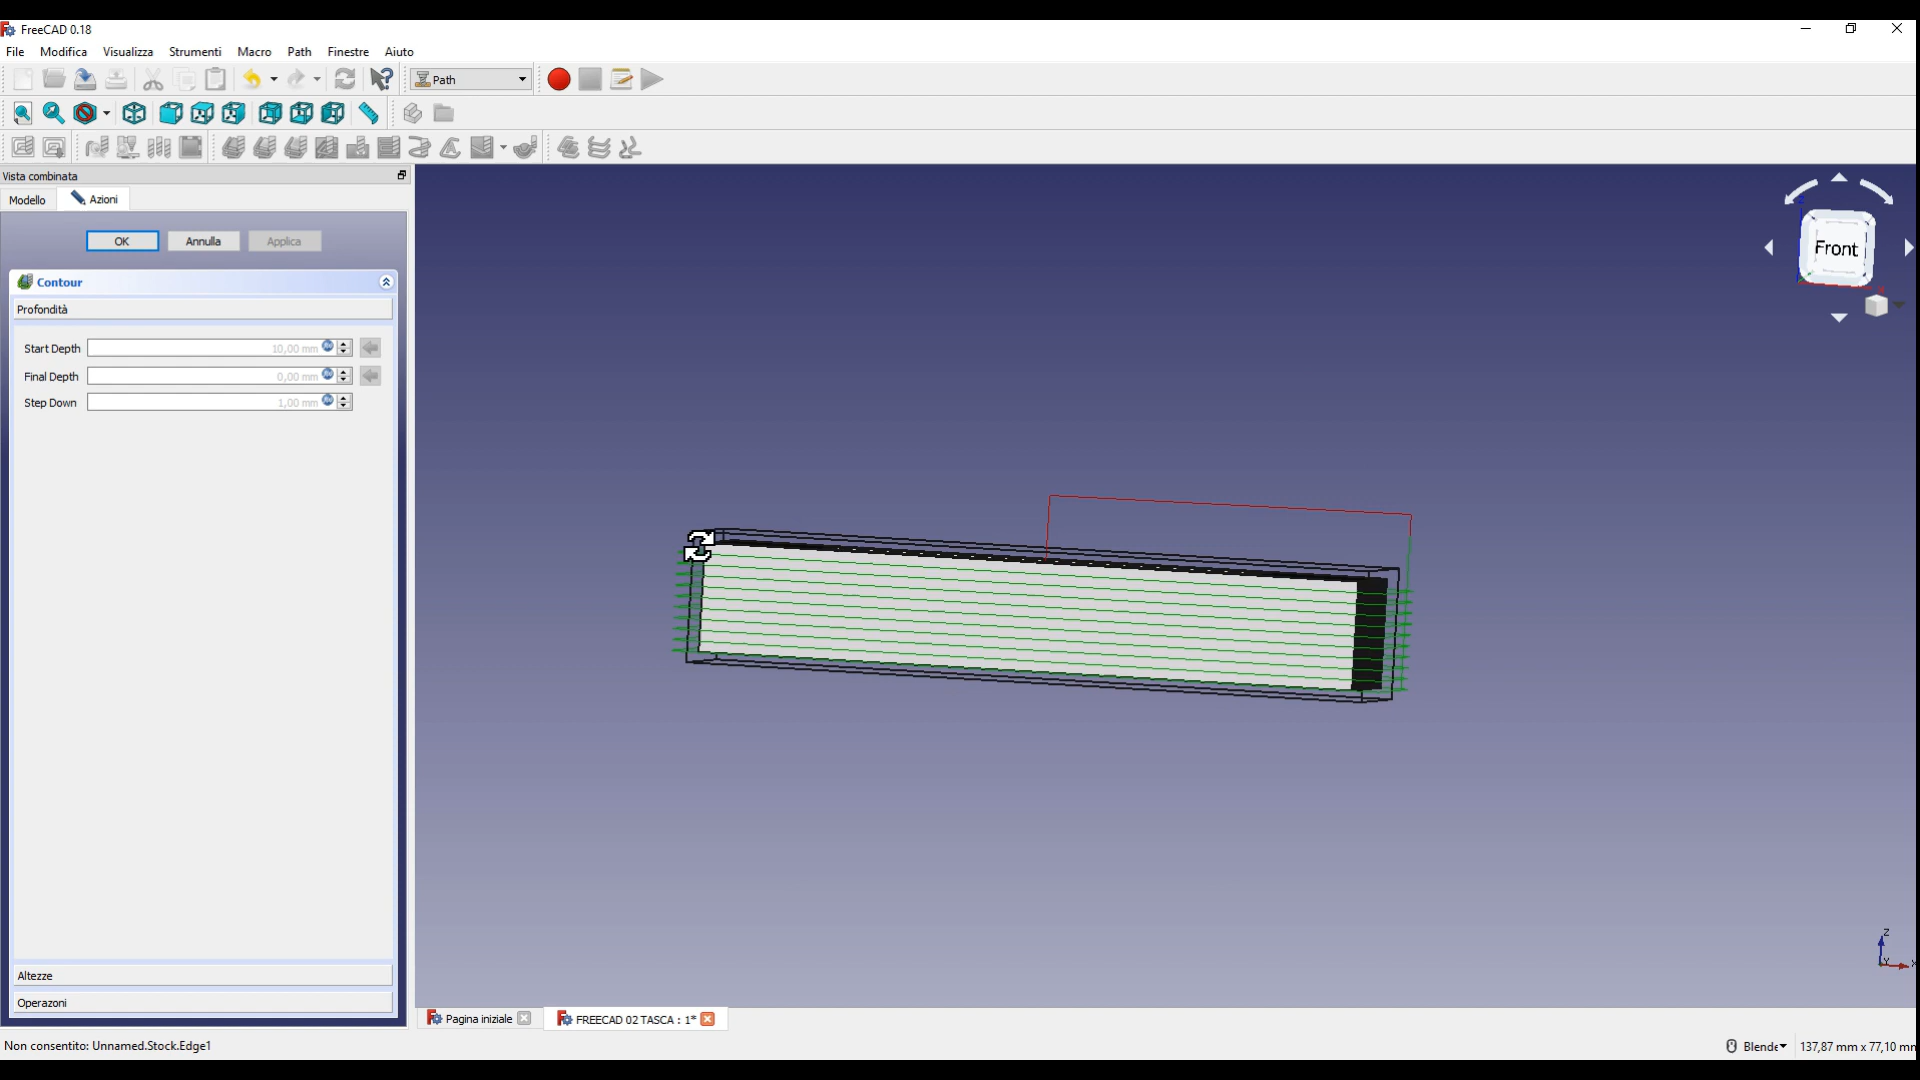 FreeCAD 0.18
File Modifica Visualizza Strumenti Macro Path Finestre Aiuto
Path
Vista combinata
Modello Azioni
OK Annulla Applica
Contour
Profondità
Start Depth 10,00 mm
Final Depth 0,00 mm
Step Down 1,00 mm
Altezze
Operazoni
Front
Z
Y
Pagina iniziale FREECAD 02 TASCA : 1*
Non consentito: Unnamed.Stock.Edge1
Blende 137,87 mm x 77,10 mm